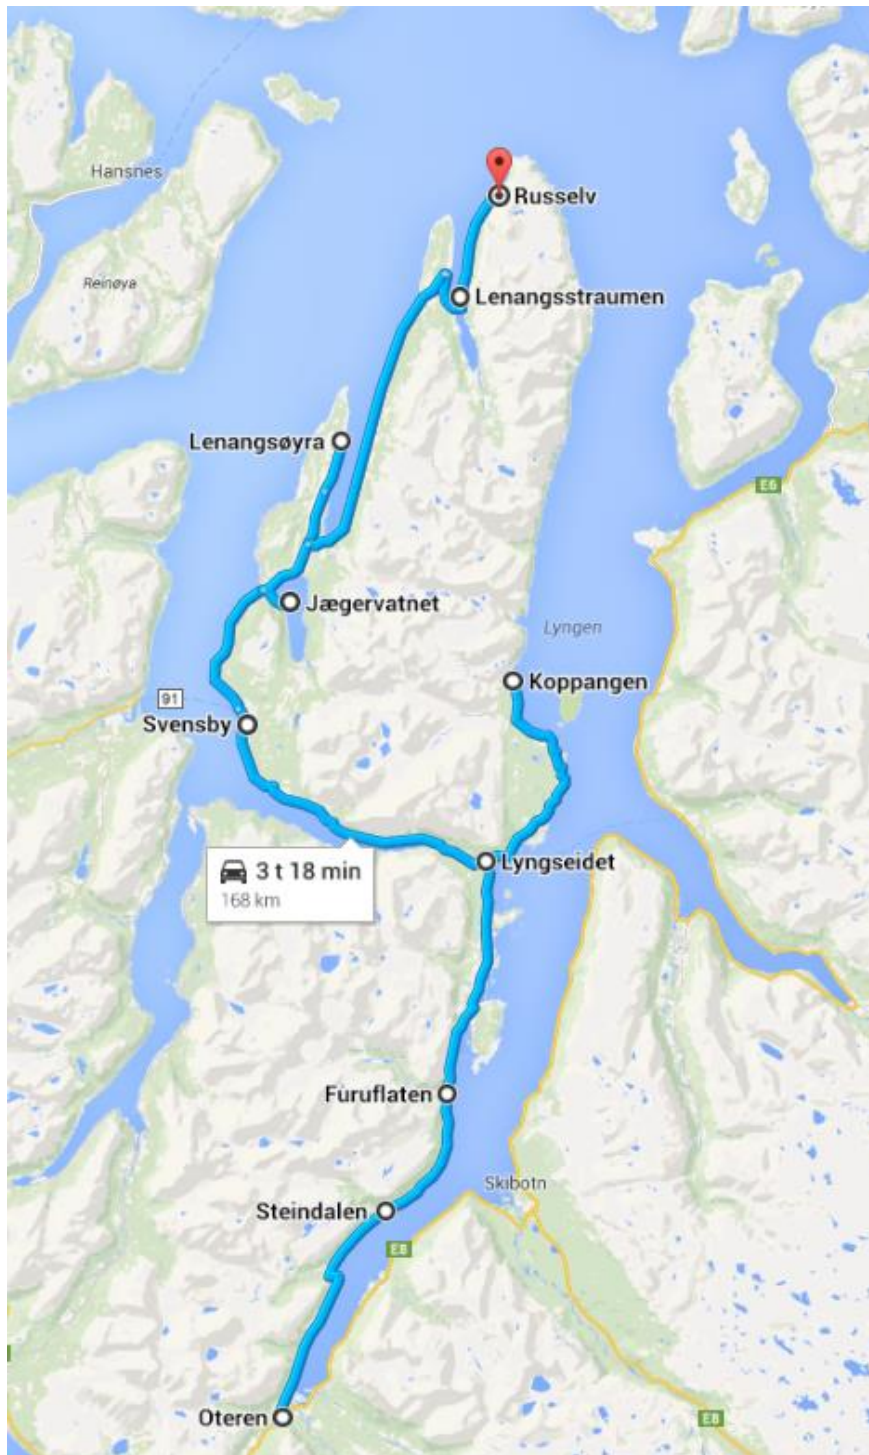 Hansnes
Russelv
Reinøya
Lenangsstraumen
Lenangsøyra
E6
Jægervatnet
Lyngen
Koppangen
91
Svensby
Lyngseidet
3 t 18 min
168 km
Furuflaten
Skibotn
Steindalen
E8
Oteren
E8